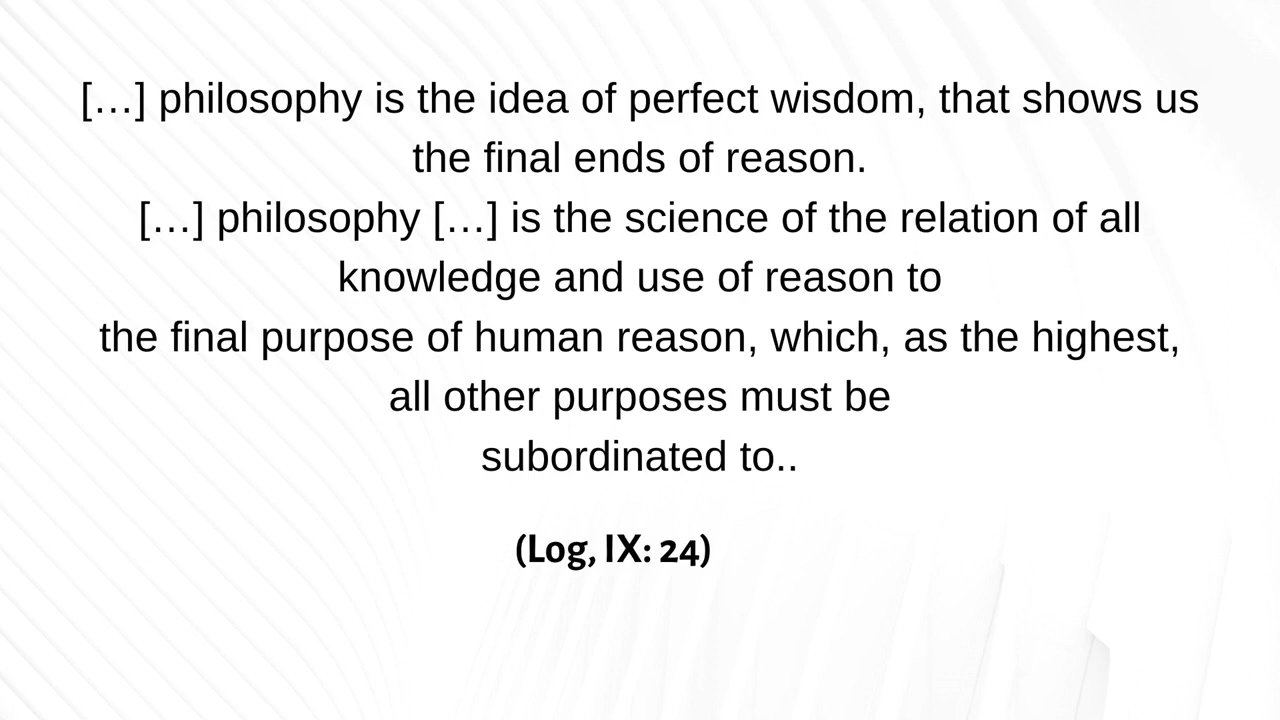 […] philosophy is the idea of perfect wisdom, that shows us
the final ends of reason.
[…] philosophy […] is the science of the relation of all
knowledge and use of reason to
the final purpose of human reason, which, as the highest,
all other purposes must be
subordinated to..
(Log, IX: 24)